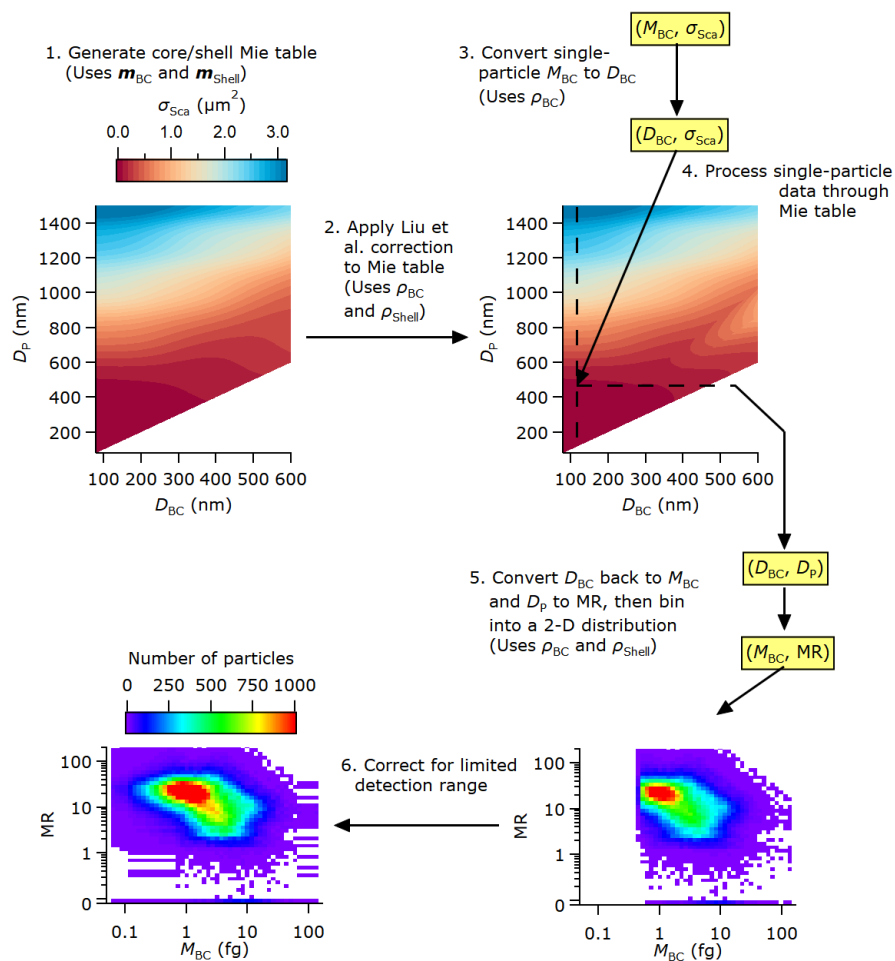 1. Generate core/shell Mie table
(Uses mBC and mShell)
σSca (µm²)
0.0 1.0 2.0 3.0
1400
1200
1000
800
600
400
200
DP (nm)
100 200 300 400 500 600
DBC (nm)
2. Apply Liu et
al. correction
to Mie table
(Uses ρBC
and ρShell)
3. Convert single-
particle MBC to DBC
(Uses ρBC)
(MBC, σSca)
(DBC, σSca)
4. Process single-particle
data through
Mie table
1400
1200
1000
800
600
400
200
DP (nm)
100 200 300 400 500 600
DBC (nm)
(DBC, DP)
5. Convert DBC back to MBC
and DP to MR, then bin
into a 2-D distribution
(Uses ρBC and ρShell)
(MBC, MR)
100
10
1
0
MR
0.1 1 10 100
MBC (fg)
6. Correct for limited
detection range
Number of particles
0 250 500 750 1000
100
10
1
0
MR
0.1 1 10 100
MBC (fg)